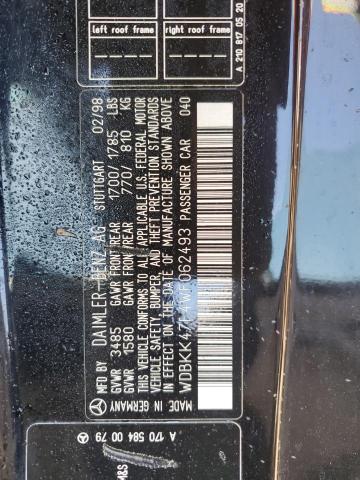 left roof frame
right roof frame
A 210 817 05 20
MFD BY DAIMLER-BENZ AG STUTTGART 02/98
GVWR 3485 GAWR FRONT/REAR 1700/1785 LBS
GVWR 1580 GAWR FRONT/REAR 770/ 810 KG
THIS VEHICLE CONFORMS TO ALL APPLICABLE U.S. FEDERAL MOTOR
VEHICLE SAFETY, BUMPER AND THEFT PREVENTION STANDARDS
IN EFFECT ON THE DATE OF MANUFACTURE SHOWN ABOVE
PASSENGER CAR
MADE IN GERMANY 040
A 170 584 00 79
M&S